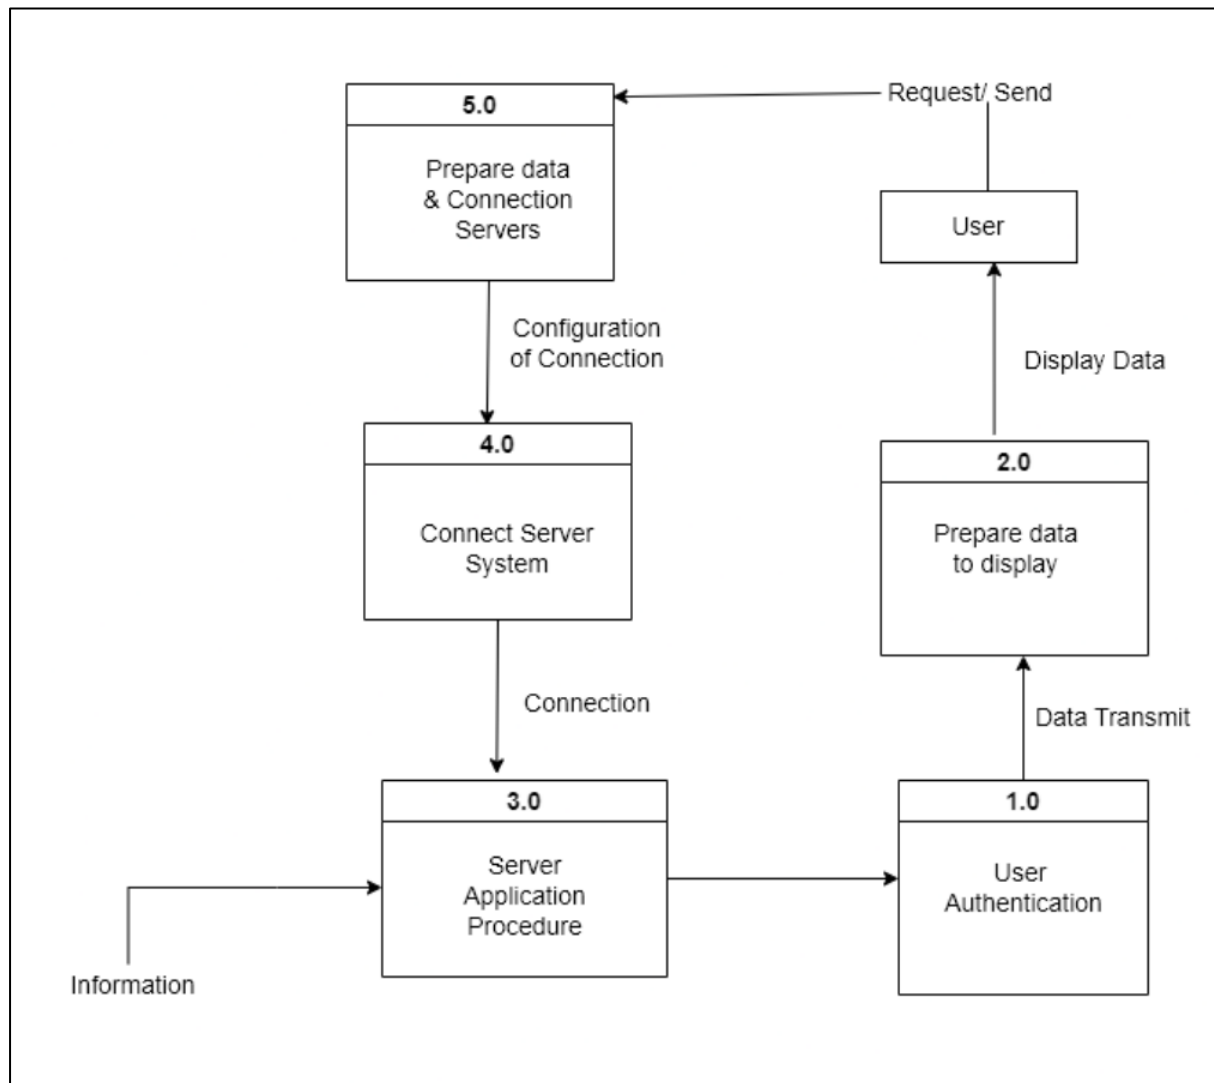 5.0
Prepare data
& Connection
Servers
Request/ Send
User
Configuration
of Connection
Display Data
4.0
Connect Server
System
2.0
Prepare data
to display
Connection
Data Transmit
3.0
Server
Application
Procedure
1.0
User
Authentication
Information